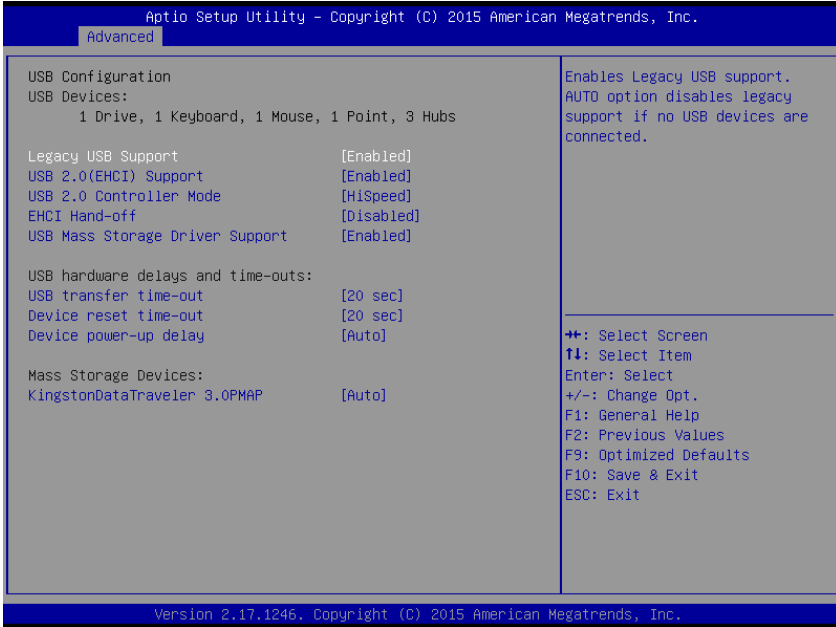 Aptio Setup Utility – Copyright (C) 2015 American Megatrends, Inc.
Advanced
USB Configuration
USB Devices:
1 Drive, 1 Keyboard, 1 Mouse, 1 Point, 3 Hubs
Legacy USB Support [Enabled]
USB 2.0(EHCI) Support [Enabled]
USB 2.0 Controller Mode [HiSpeed]
EHCI Hand-off [Disabled]
USB Mass Storage Driver Support [Enabled]
USB hardware delays and time-outs:
USB transfer time-out [20 sec]
Device reset time-out [20 sec]
Device power-up delay [Auto]
Mass Storage Devices:
KingstonDataTraveler 3.0PMAP [Auto]
Enables Legacy USB support.
AUTO option disables legacy
support if no USB devices are
connected.
→←: Select Screen
↑↓: Select Item
Enter: Select
+/-: Change Opt.
F1: General Help
F2: Previous Values
F9: Optimized Defaults
F10: Save & Exit
ESC: Exit
Version 2.17.1246. Copyright (C) 2015 American Megatrends, Inc.